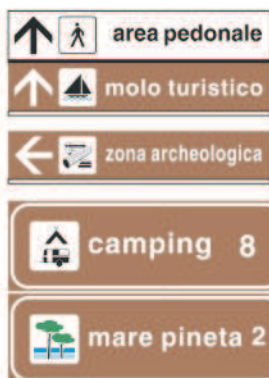 area pedonale
molo turistico
zona archeologica
camping 8
mare pineta 2